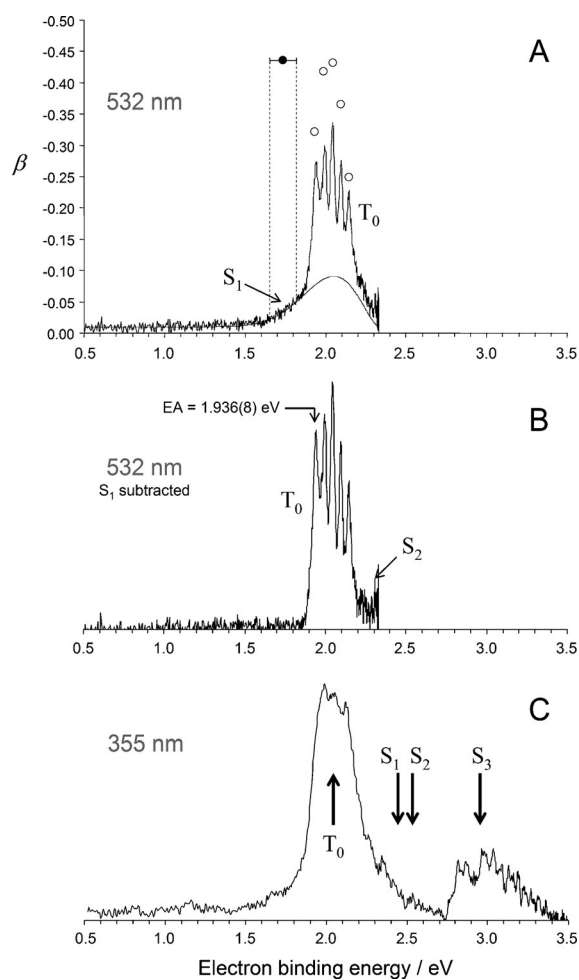 -0.50
-0.45
-0.40
-0.35
-0.30
-0.25
-0.20
-0.15
-0.10
-0.05
0.00
β
A
532 nm
S₁
T₀
0.5 1.0 1.5 2.0 2.5 3.0 3.5
B
EA = 1.936(8) eV
532 nm
S₁ subtracted
T₀
S₂
0.5 1.0 1.5 2.0 2.5 3.0 3.5
C
355 nm
S₁ S₂ S₃
T₀
0.5 1.0 1.5 2.0 2.5 3.0 3.5
Electron binding energy / eV